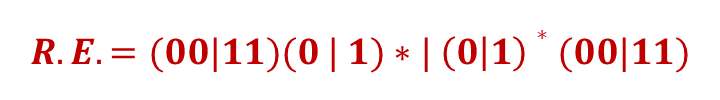 R. E. = (00|11)(0 | 1) ∗ | (0|1) * (00|11)